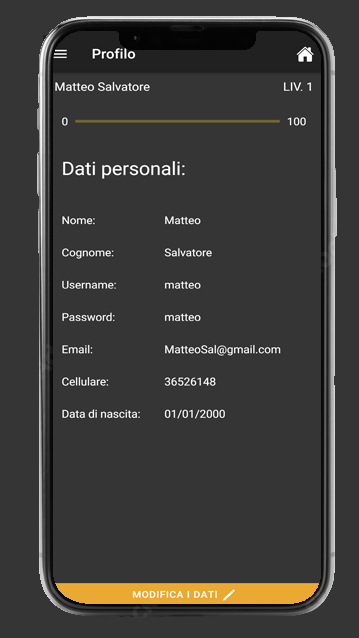 Profilo
Matteo Salvatore LIV. 1
0 100
Dati personali:
Nome: Matteo
Cognome: Salvatore
Username: matteo
Password: matteo
Email: MatteoSal@gmail.com
Cellulare: 36526148
Data di nascita: 01/01/2000
MODIFICA I DATI